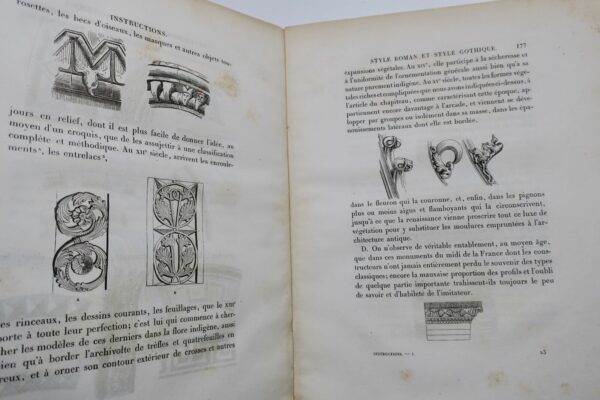 INSTRUCTIONS.
rosettes, les becs d'oiseaux, les masques et autres objets tou-
jours en relief, dont il est plus facile de donner l'idée, au
moyen d'un croquis, que de les assujettir à une classification
complète et méthodique. Au XIIe siècle, arrivent les enroule-
mentsA, les entrelacsB,
A
B
es rinceaux, les dessins courants, les feuillages, que le XIIIe
porte à toute leur perfection; c'est lui qui commence à cher-
cher les modèles de ces derniers dans la flore indigène, aussi
bien qu'à border l'archivolte de trèfles et quatrefeuilles en
reux, et à orner son contour extérieur de crosses et autres
STYLE ROMAN ET STYLE GOTHIQUE. 177
expansions végétales. Au XIVe, elle participe à la sécheresse et
à l'uniformité de l'ornementation générale aussi bien qu'à sa
nature purement indigène. Au XVe siècle, toutes les formes végé-
tales riches et compliquées que nous avons indiquées ci-dessus, à
l'article du chapiteau, comme caractérisant cette époque, ap-
paraissent encore davantage à l'arcade, et viennent se déve-
lopper par groupes ou isolément dans sa masse, dans les épa-
nouissements latéraux dont elle est bordée,
dans le fleuron qui la couronne, et, enfin, dans les pignons
plus ou moins aigus et flamboyants qui la circonscrivent,
jusqu'à ce que la renaissance vienne proscrire tout ce luxe de
végétation pour y substituer les moulures empruntées à l'ar-
chitecture antique.
D. On n'observe de véritable entablement, au moyen âge,
que dans ces monuments du midi de la France dont les con-
structeurs n'ont jamais entièrement perdu le souvenir des types
classiques; encore la mauvaise proportion des profils et l'oubli
de quelque partie importante trahissent-ils toujours le peu
de savoir et d'habileté de l'imitateur.
INSTRUCTIONS. — I. 23